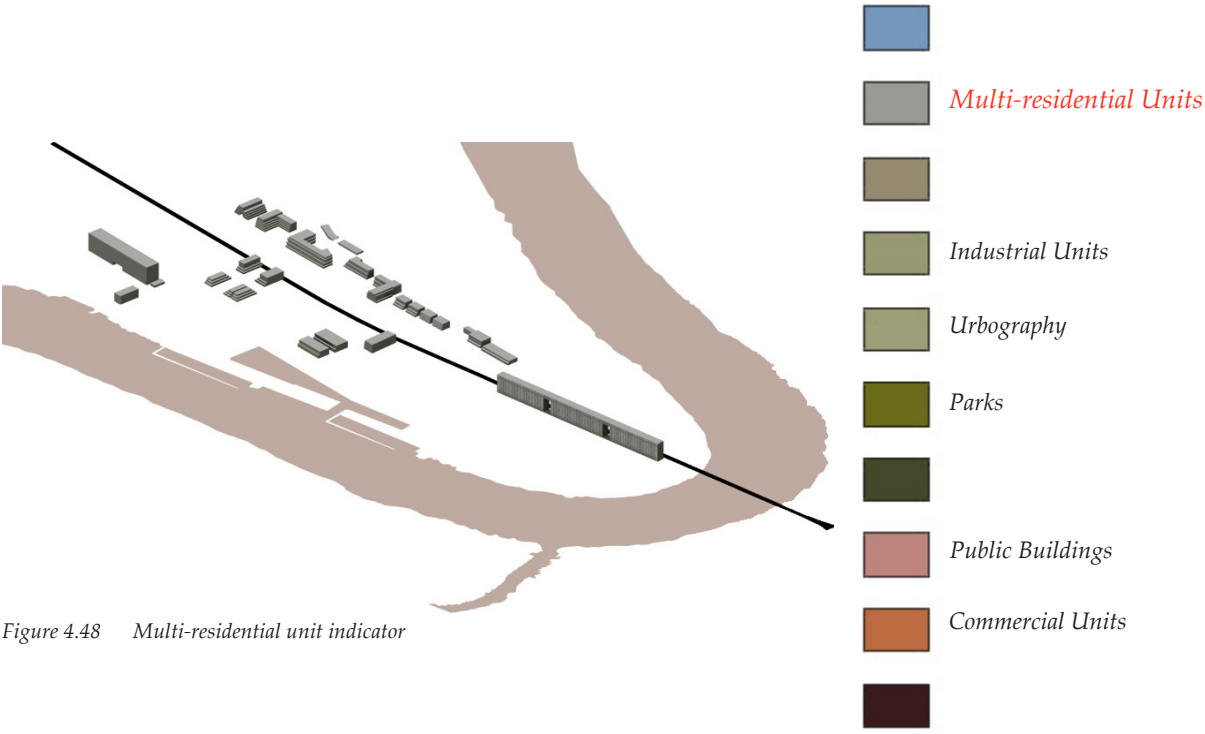 Multi-residential Units
Industrial Units
Urbography
Parks
Public Buildings
Commercial Units
Figure 4.48 Multi-residential unit indicator